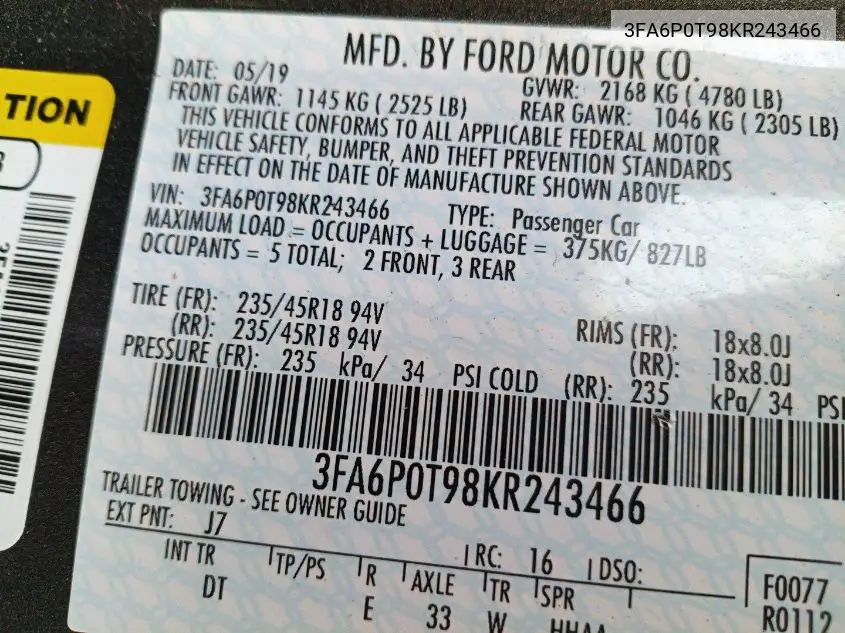 3FA6P0T98KR243466
MFD. BY FORD MOTOR CO.
DATE: 05/19 GVWR: 2168 KG ( 4780 LB)
FRONT GAWR: 1145 KG ( 2525 LB) REAR GAWR: 1046 KG ( 2305 LB)
THIS VEHICLE CONFORMS TO ALL APPLICABLE FEDERAL MOTOR
VEHICLE SAFETY, BUMPER, AND THEFT PREVENTION STANDARDS
IN EFFECT ON THE DATE OF MANUFACTURE SHOWN ABOVE.
VIN: 3FA6P0T98KR243466 TYPE: Passenger Car
MAXIMUM LOAD = OCCUPANTS + LUGGAGE = 375KG/ 827LB
OCCUPANTS = 5 TOTAL; 2 FRONT, 3 REAR
TIRE (FR): 235/45R18 94V RIMS (FR): 18x8.0J
(RR): 235/45R18 94V (RR): 18x8.0J
PRESSURE (FR): 235 kPa/ 34 PSI COLD (RR): 235 kPa/ 34 PSI
3FA6P0T98KR243466
TRAILER TOWING - SEE OWNER GUIDE
EXT PNT: J7 RC: 16 DSO:
INT TR TP/PS R AXLE TR SPR F0077
DT E 33 W HHAA R0112
TION